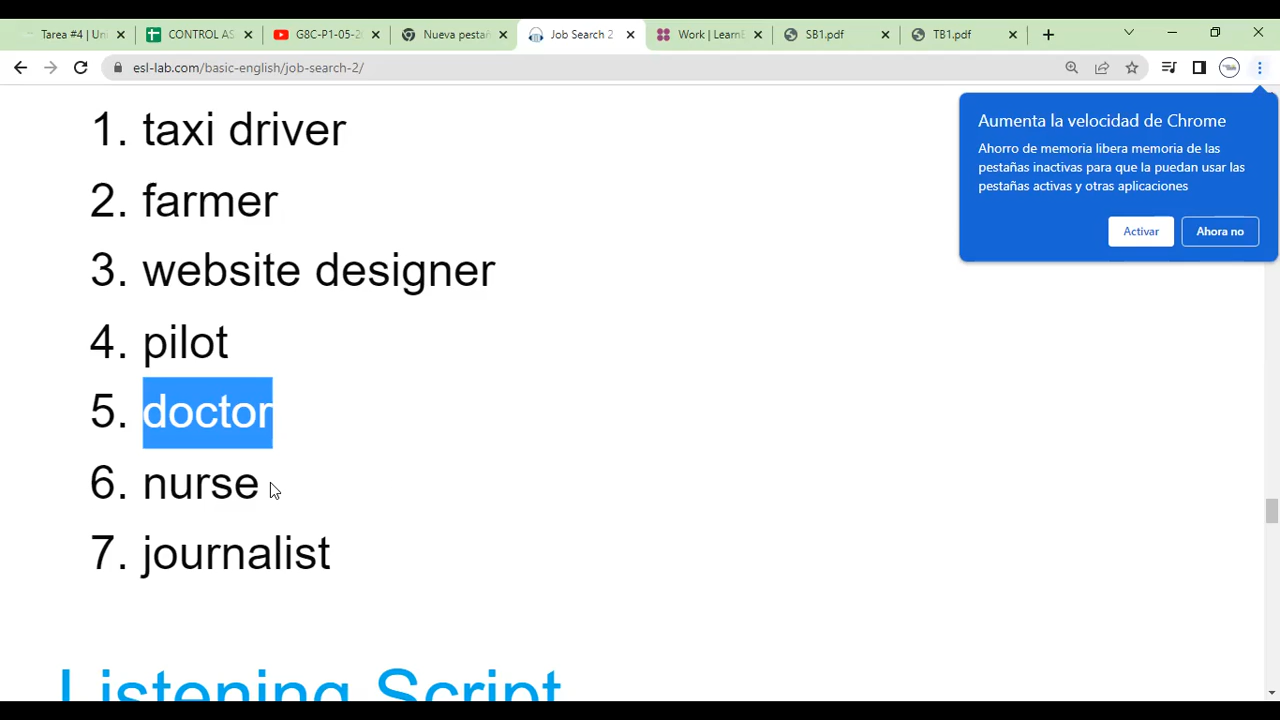 Tarea #4 | Uni
CONTROL AS
G8C-P1-05-2
Nueva pestañ
Job Search 2
Work | LearnE
SB1.pdf
TB1.pdf
esl-lab.com/basic-english/job-search-2/
Aumenta la velocidad de Chrome
Ahorro de memoria libera memoria de las
pestañas inactivas para que la puedan usar las
pestañas activas y otras aplicaciones
Activar
Ahora no
1. taxi driver
2. farmer
3. website designer
4. pilot
5. doctor
6. nurse
7. journalist
Listening Script